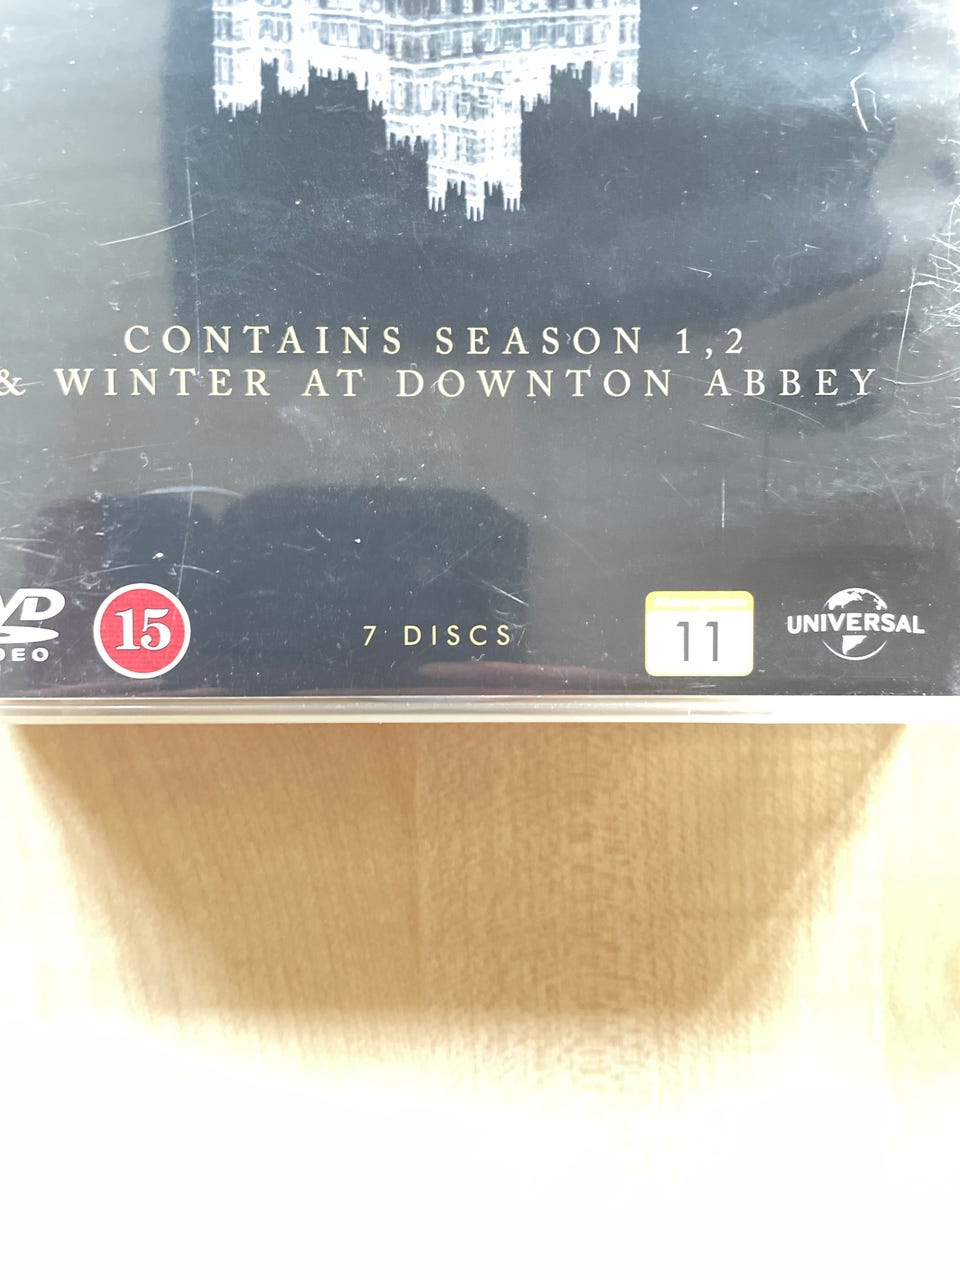 CONTAINS SEASON 1,2
& WINTER AT DOWNTON ABBEY
15
7 DISCS
11
UNIVERSAL